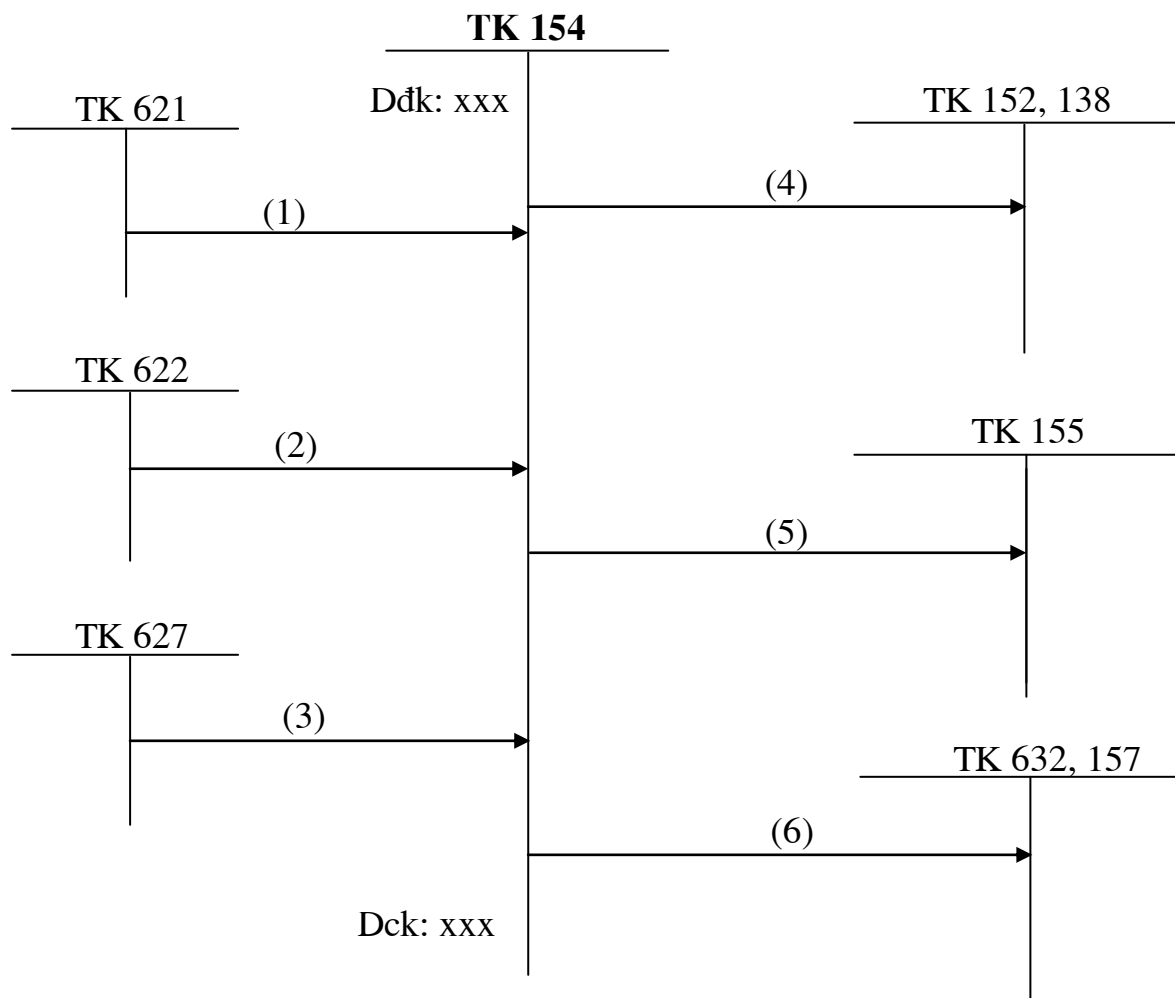 TK 154
Dđk: xxx
TK 621
TK 152, 138
(1)
(4)
TK 622
(2)
TK 155
(5)
TK 627
(3)
TK 632, 157
(6)
Dck: xxx